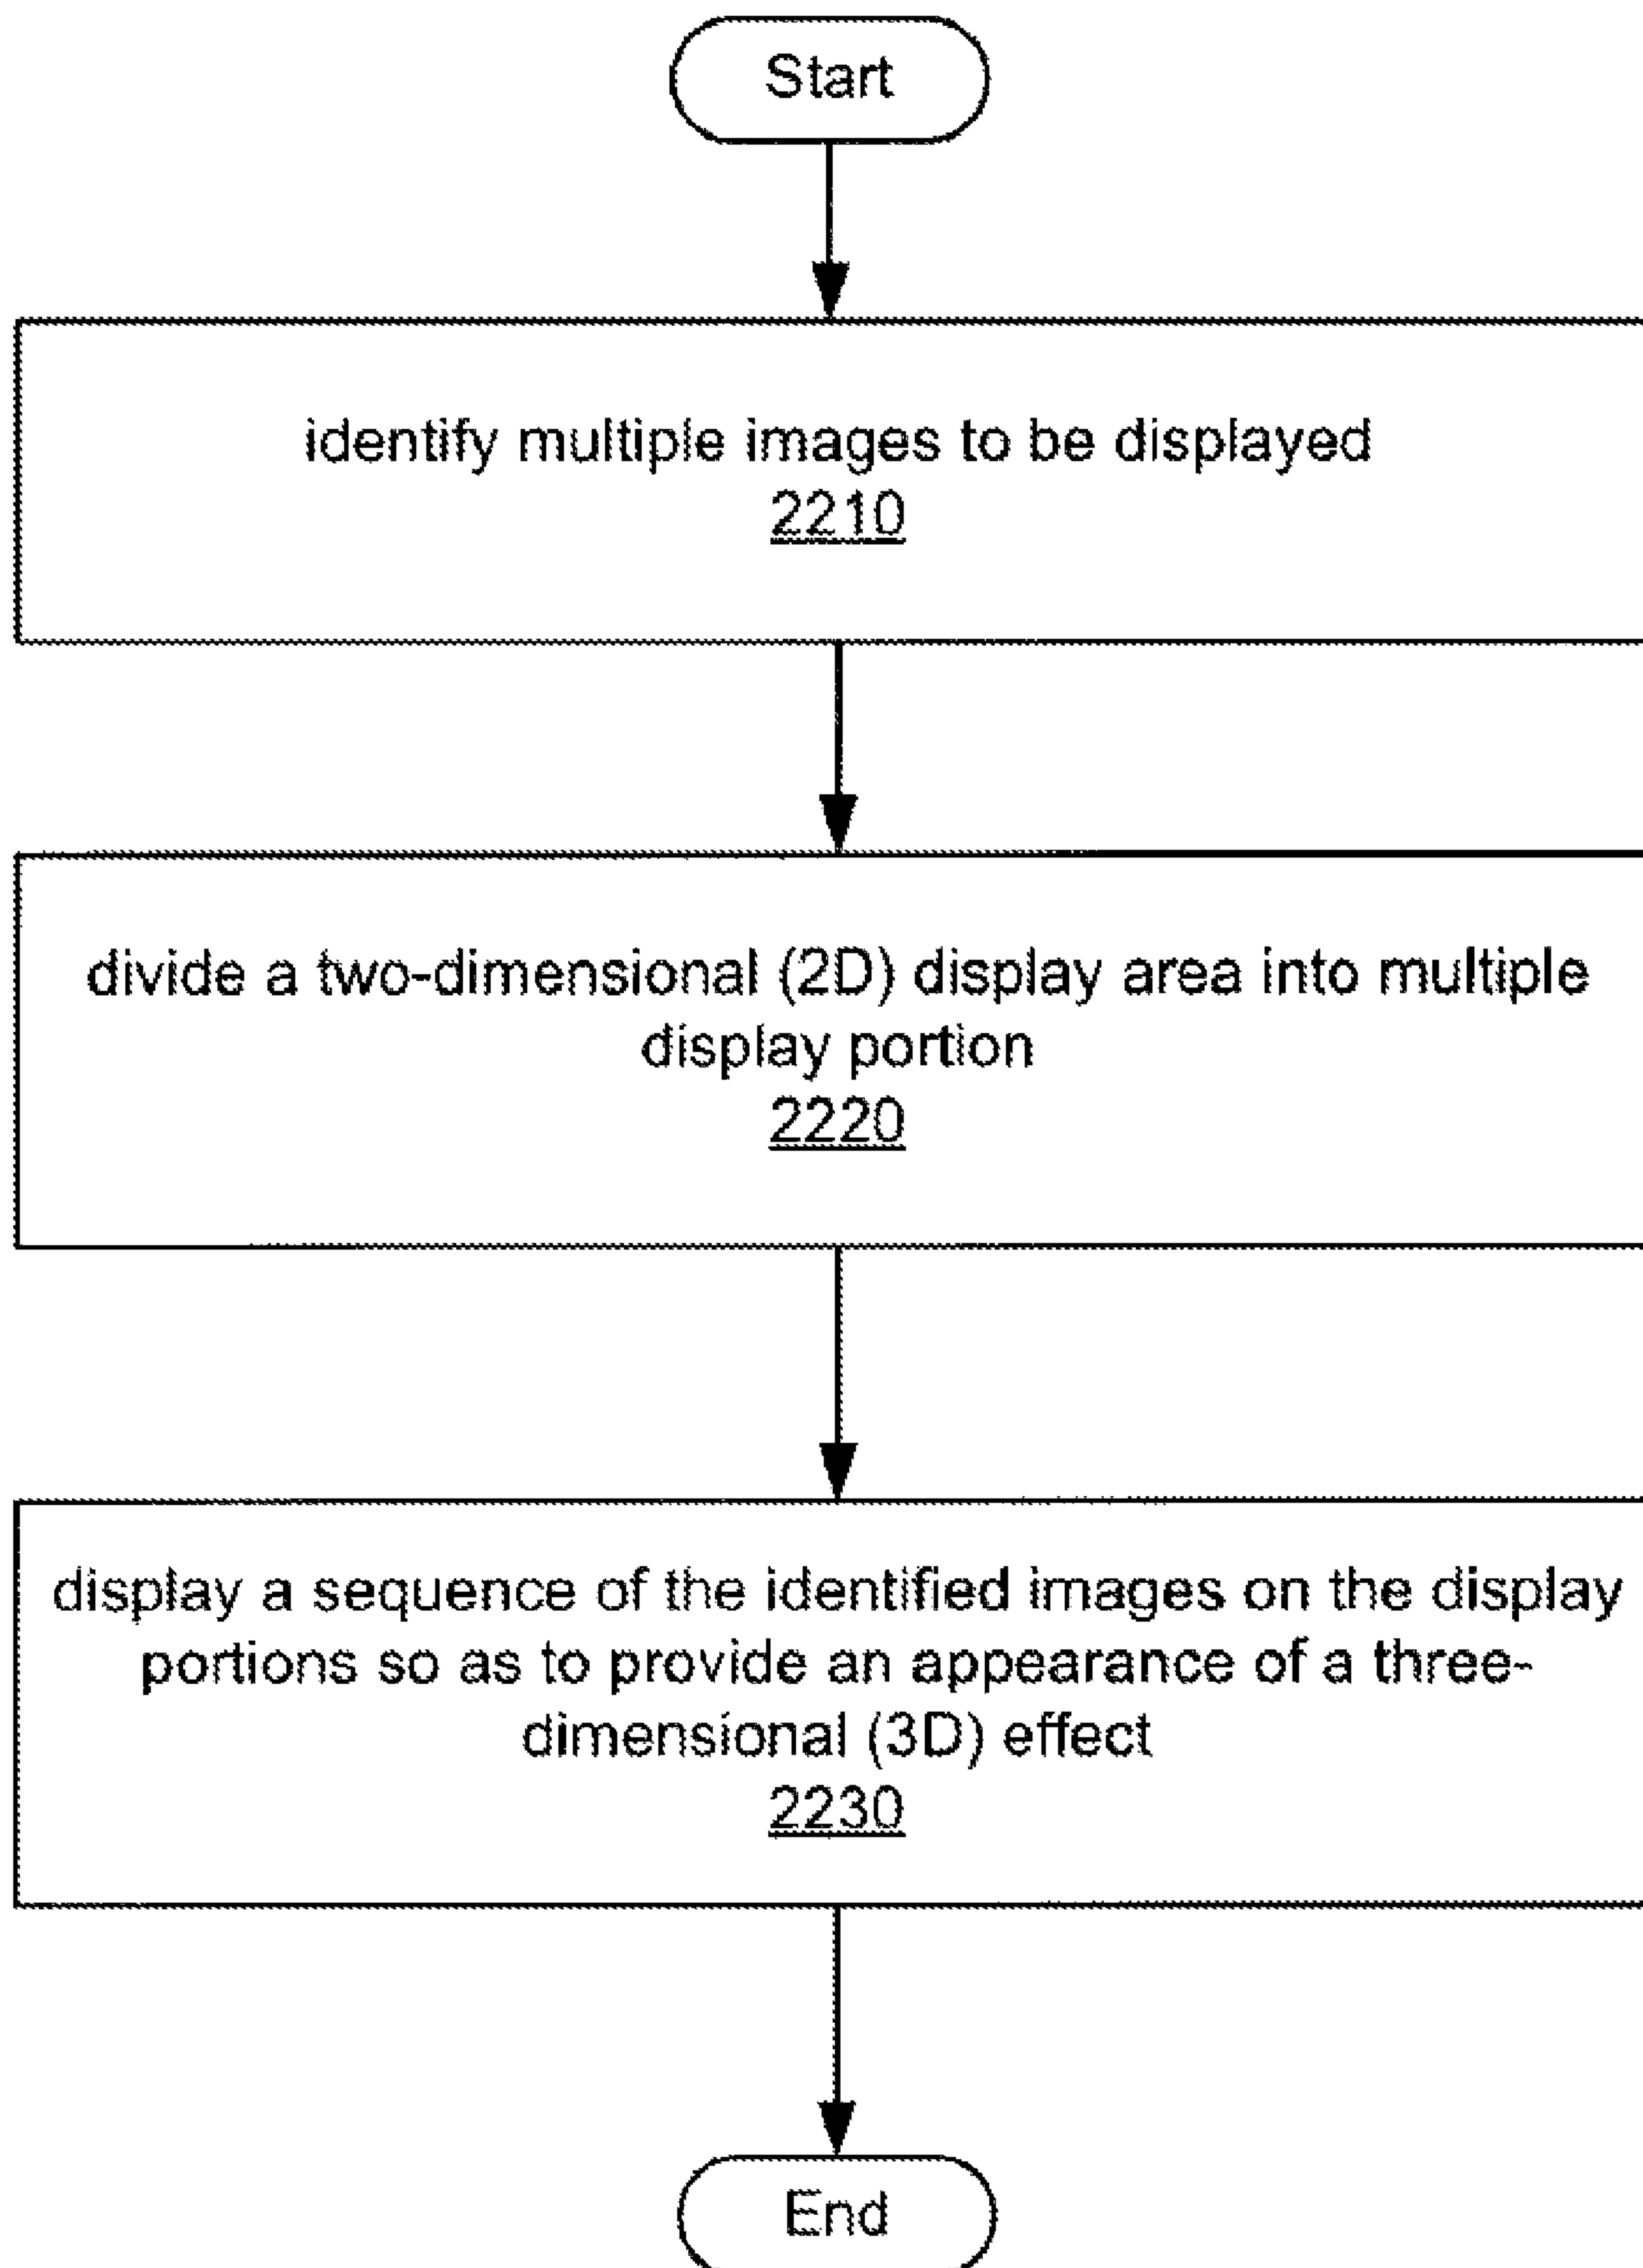 Start
identify multiple images to be displayed
2210
divide a two-dimensional (2D) display area into multiple
display portion
2220
display a sequence of the identified images on the display
portions so as to provide an appearance of a three-
dimensional (3D) effect
2230
End